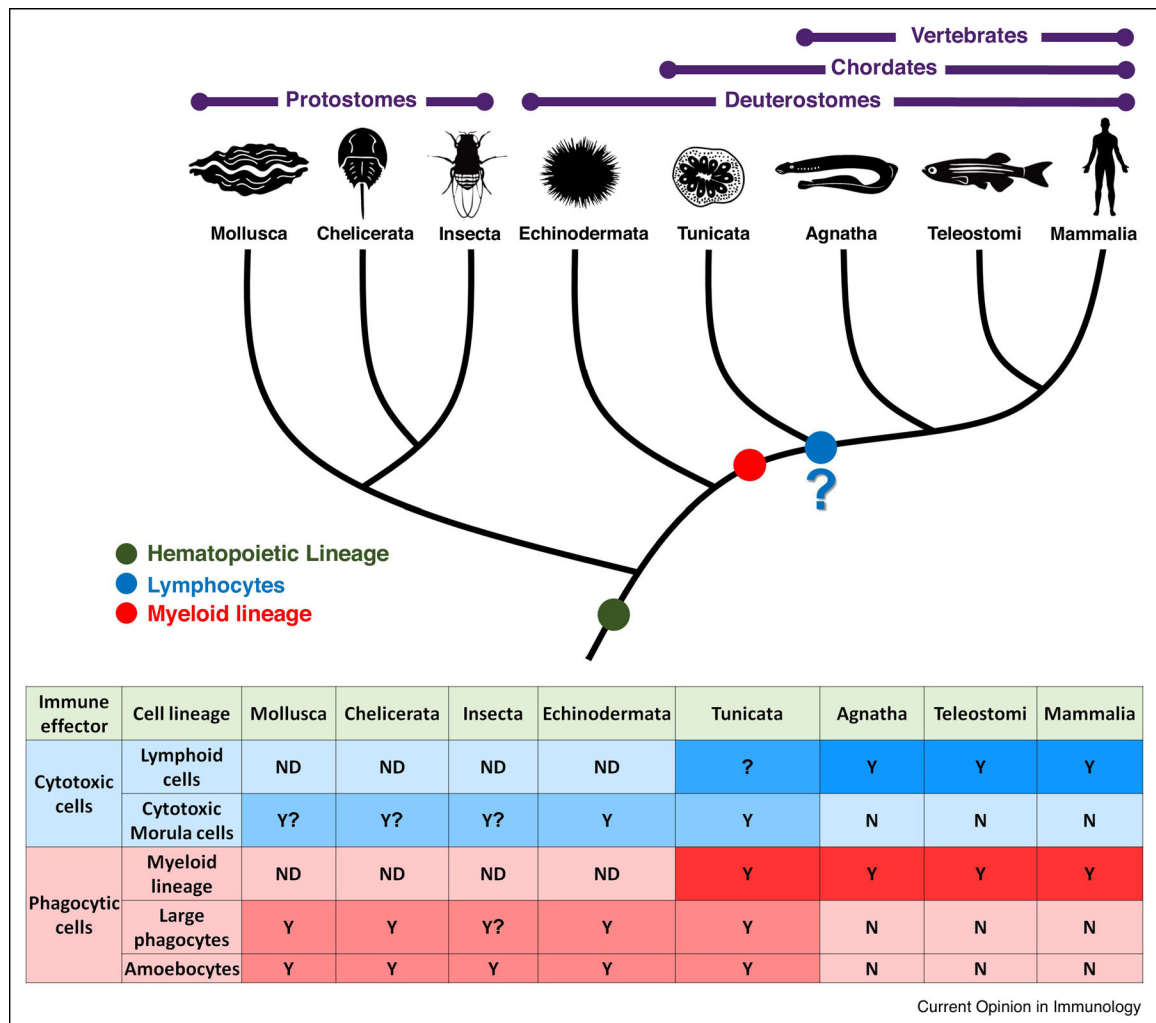 Vertebrates
Chordates
Protostomes
Deuterostomes
Mollusca
Chelicerata
Insecta
Echinodermata
Tunicata
Agnatha
Teleostomi
Mammalia
?
Hematopoietic Lineage
Lymphocytes
Myeloid lineage
Immune effector
Cell lineage
Mollusca
Chelicerata
Insecta
Echinodermata
Tunicata
Agnatha
Teleostomi
Mammalia
Cytotoxic cells
Lymphoid cells
ND
ND
ND
ND
?
Y
Y
Y
Cytotoxic Morula cells
Y?
Y?
Y?
Y
Y
N
N
N
Phagocytic cells
Myeloid lineage
ND
ND
ND
ND
Y
Y
Y
Y
Large phagocytes
Y
Y
Y?
Y
Y
N
N
N
Amoebocytes
Y
Y
Y
Y
Y
N
N
N
Current Opinion in Immunology